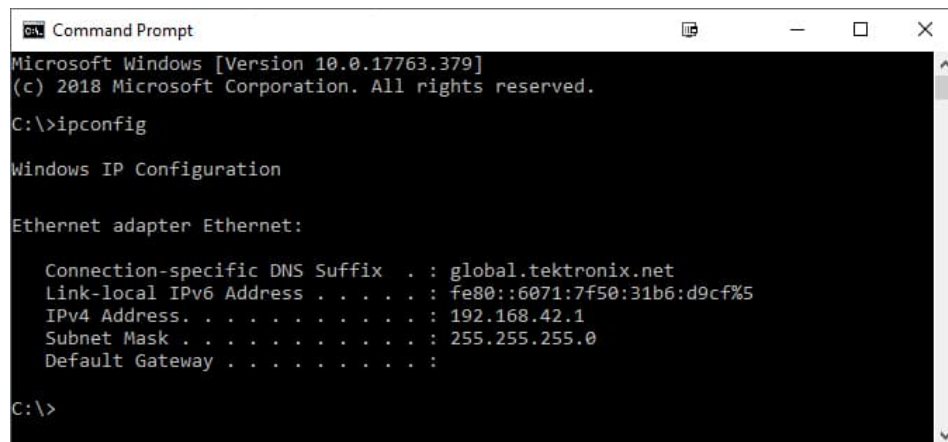 Command Prompt
Microsoft Windows [Version 10.0.17763.379]
(c) 2018 Microsoft Corporation. All rights reserved.
C:\>ipconfig
Windows IP Configuration
Ethernet adapter Ethernet:
Connection-specific DNS Suffix . : global.tektronix.net
Link-local IPv6 Address . . . . . : fe80::6071:7f50:31b6:d9cf%5
IPv4 Address. . . . . . . . . . . : 192.168.42.1
Subnet Mask . . . . . . . . . . . : 255.255.255.0
Default Gateway . . . . . . . . . :
C:\>